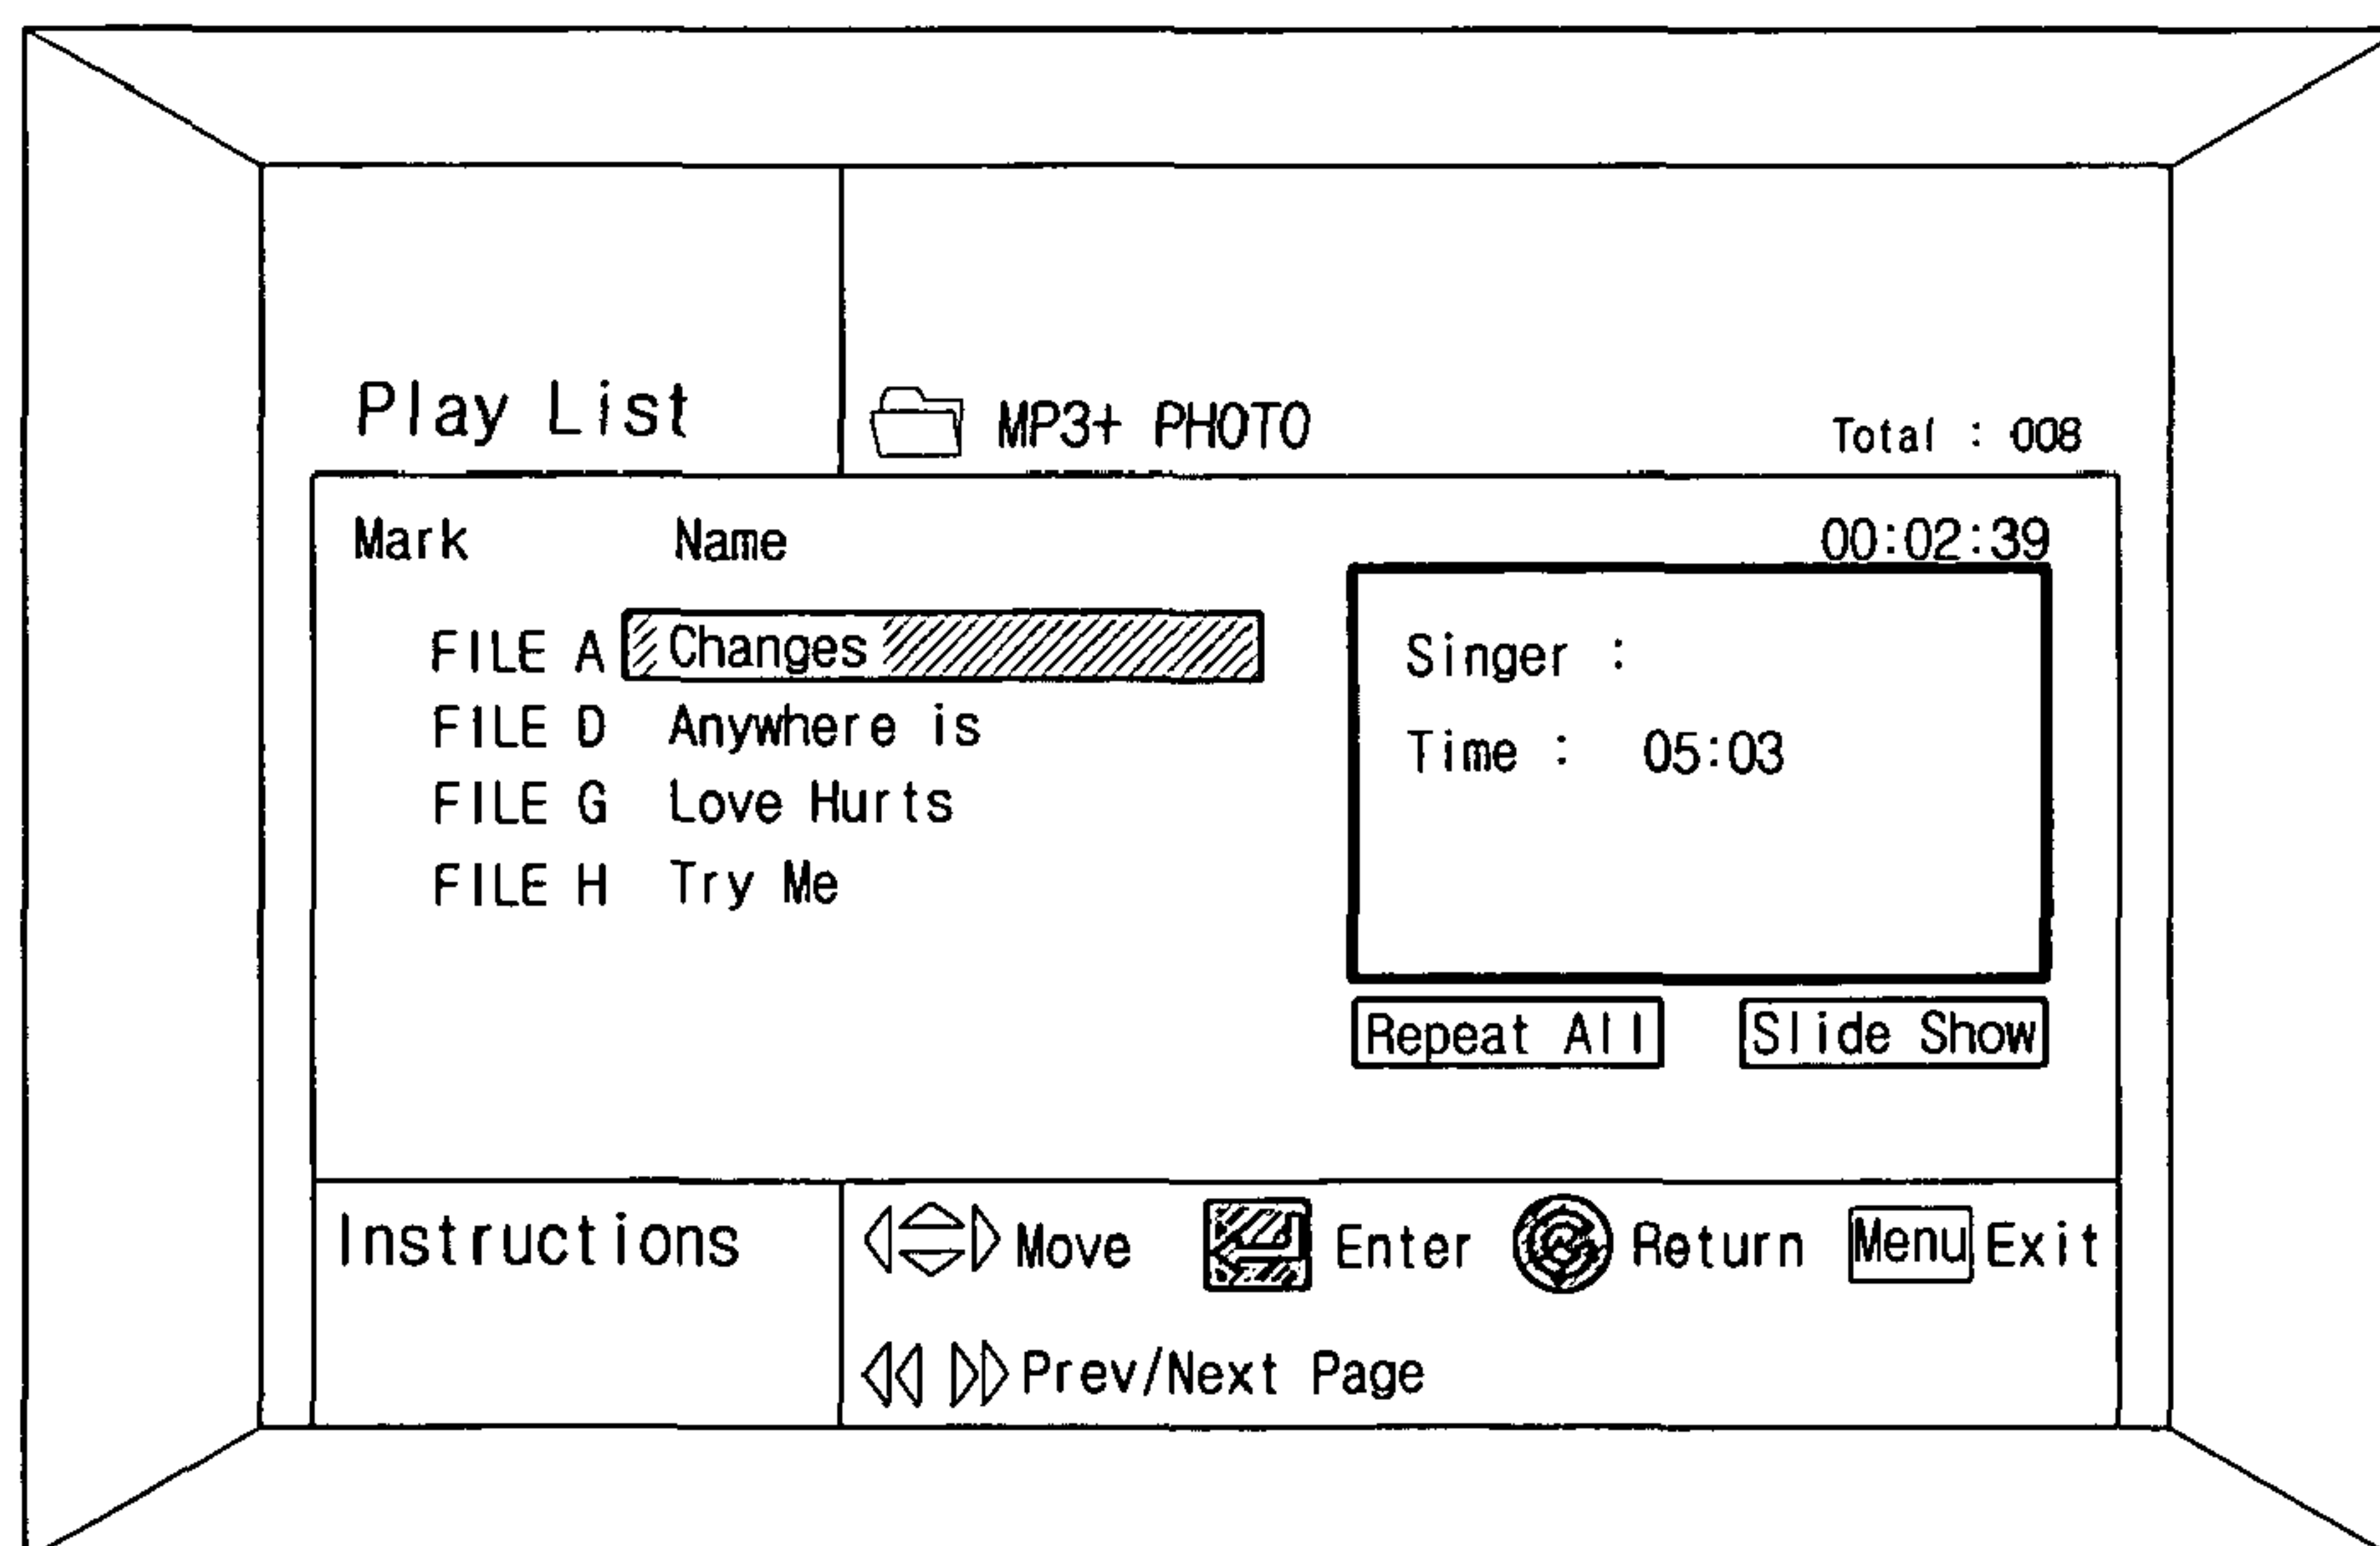 Play List MP3+ PHOTO Total : 008
Mark Name 00:02:39
FILE A Changes
FILE D Anywhere is
FILE G Love Hurts
FILE H Try Me
Singer :
Time : 05:03
Repeat All Slide Show
Instructions Move Enter Return Menu Exit
Prev/Next Page